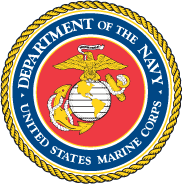 DEPARTMENT OF THE NAVY
UNITED STATES MARINE CORPS